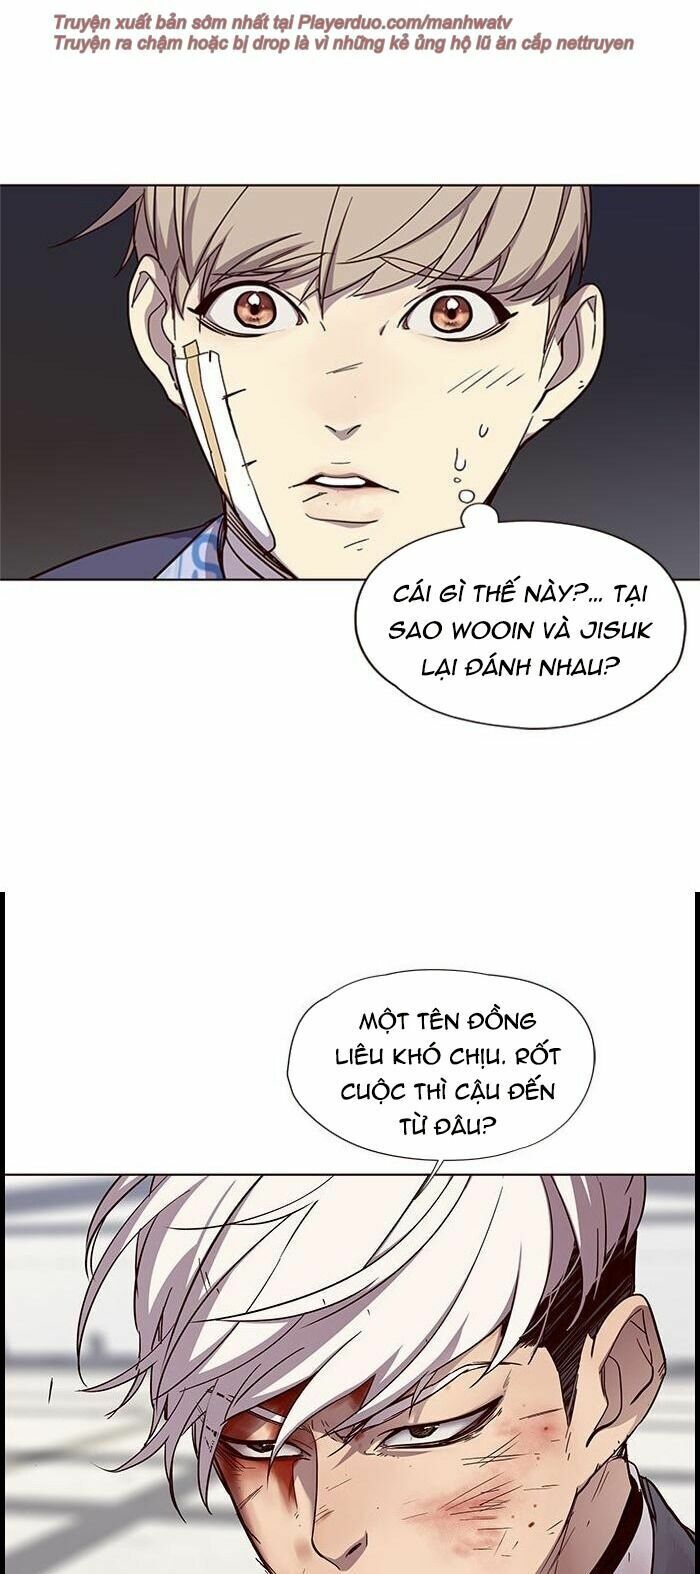 Truyện xuất bản sớm nhất tại Playerduo.com/manhwatv
Truyện ra chậm hoặc bị drop là vì những kẻ ủng hộ lũ ăn cắp nettruyen
CÁI GÌ THẾ NÀY?... TẠI
SAO WOOIN VÀ JISUK
LẠI ĐÁNH NHAU?
MỘT TÊN ĐỒNG
LIÊU KHÓ CHỊU. RỐT
CUỘC THÌ CẬU ĐẾN
TỪ ĐÂU?